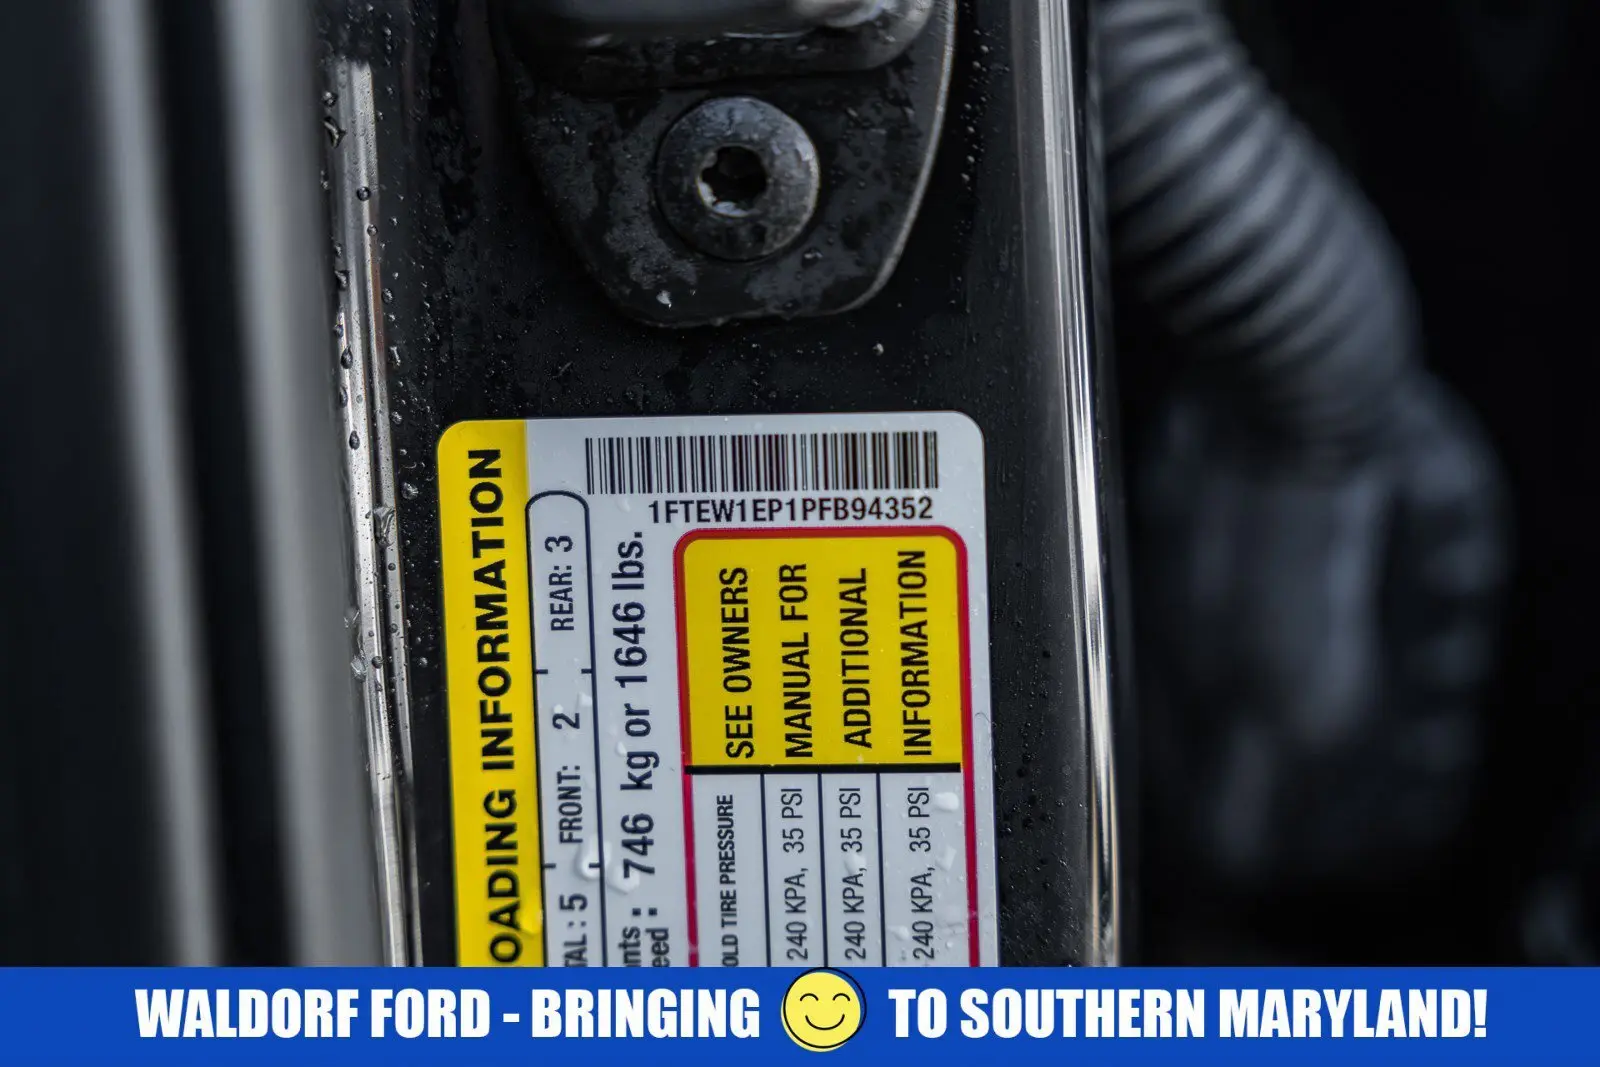 1FTEW1EP1PFB94352
OADING INFORMATION
TAL : 5 FRONT: 2 REAR: 3
nts : 746 kg or 1646 lbs.
eed
SEE OWNERS
MANUAL FOR
ADDITIONAL
INFORMATION
OLD TIRE PRESSURE
240 KPA, 35 PSI
240 KPA, 35 PSI
240 KPA, 35 PSI
WALDORF FORD - BRINGING TO SOUTHERN MARYLAND!